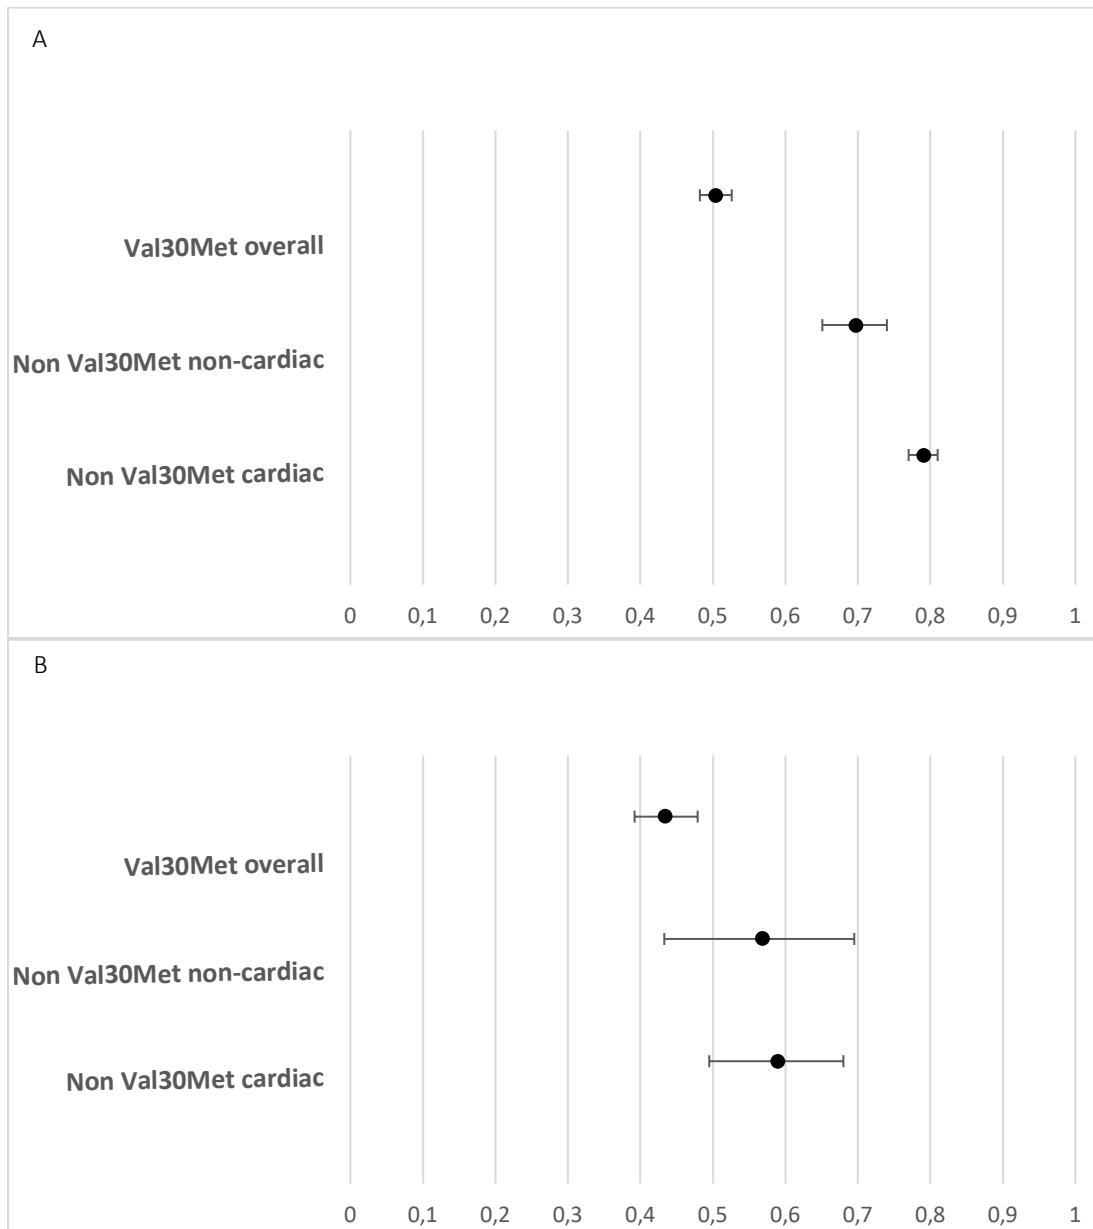 A
Val30Met overall
Non Val30Met non-cardiac
Non Val30Met cardiac
0 0,1 0,2 0,3 0,4 0,5 0,6 0,7 0,8 0,9 1
B
Val30Met overall
Non Val30Met non-cardiac
Non Val30Met cardiac
0 0,1 0,2 0,3 0,4 0,5 0,6 0,7 0,8 0,9 1